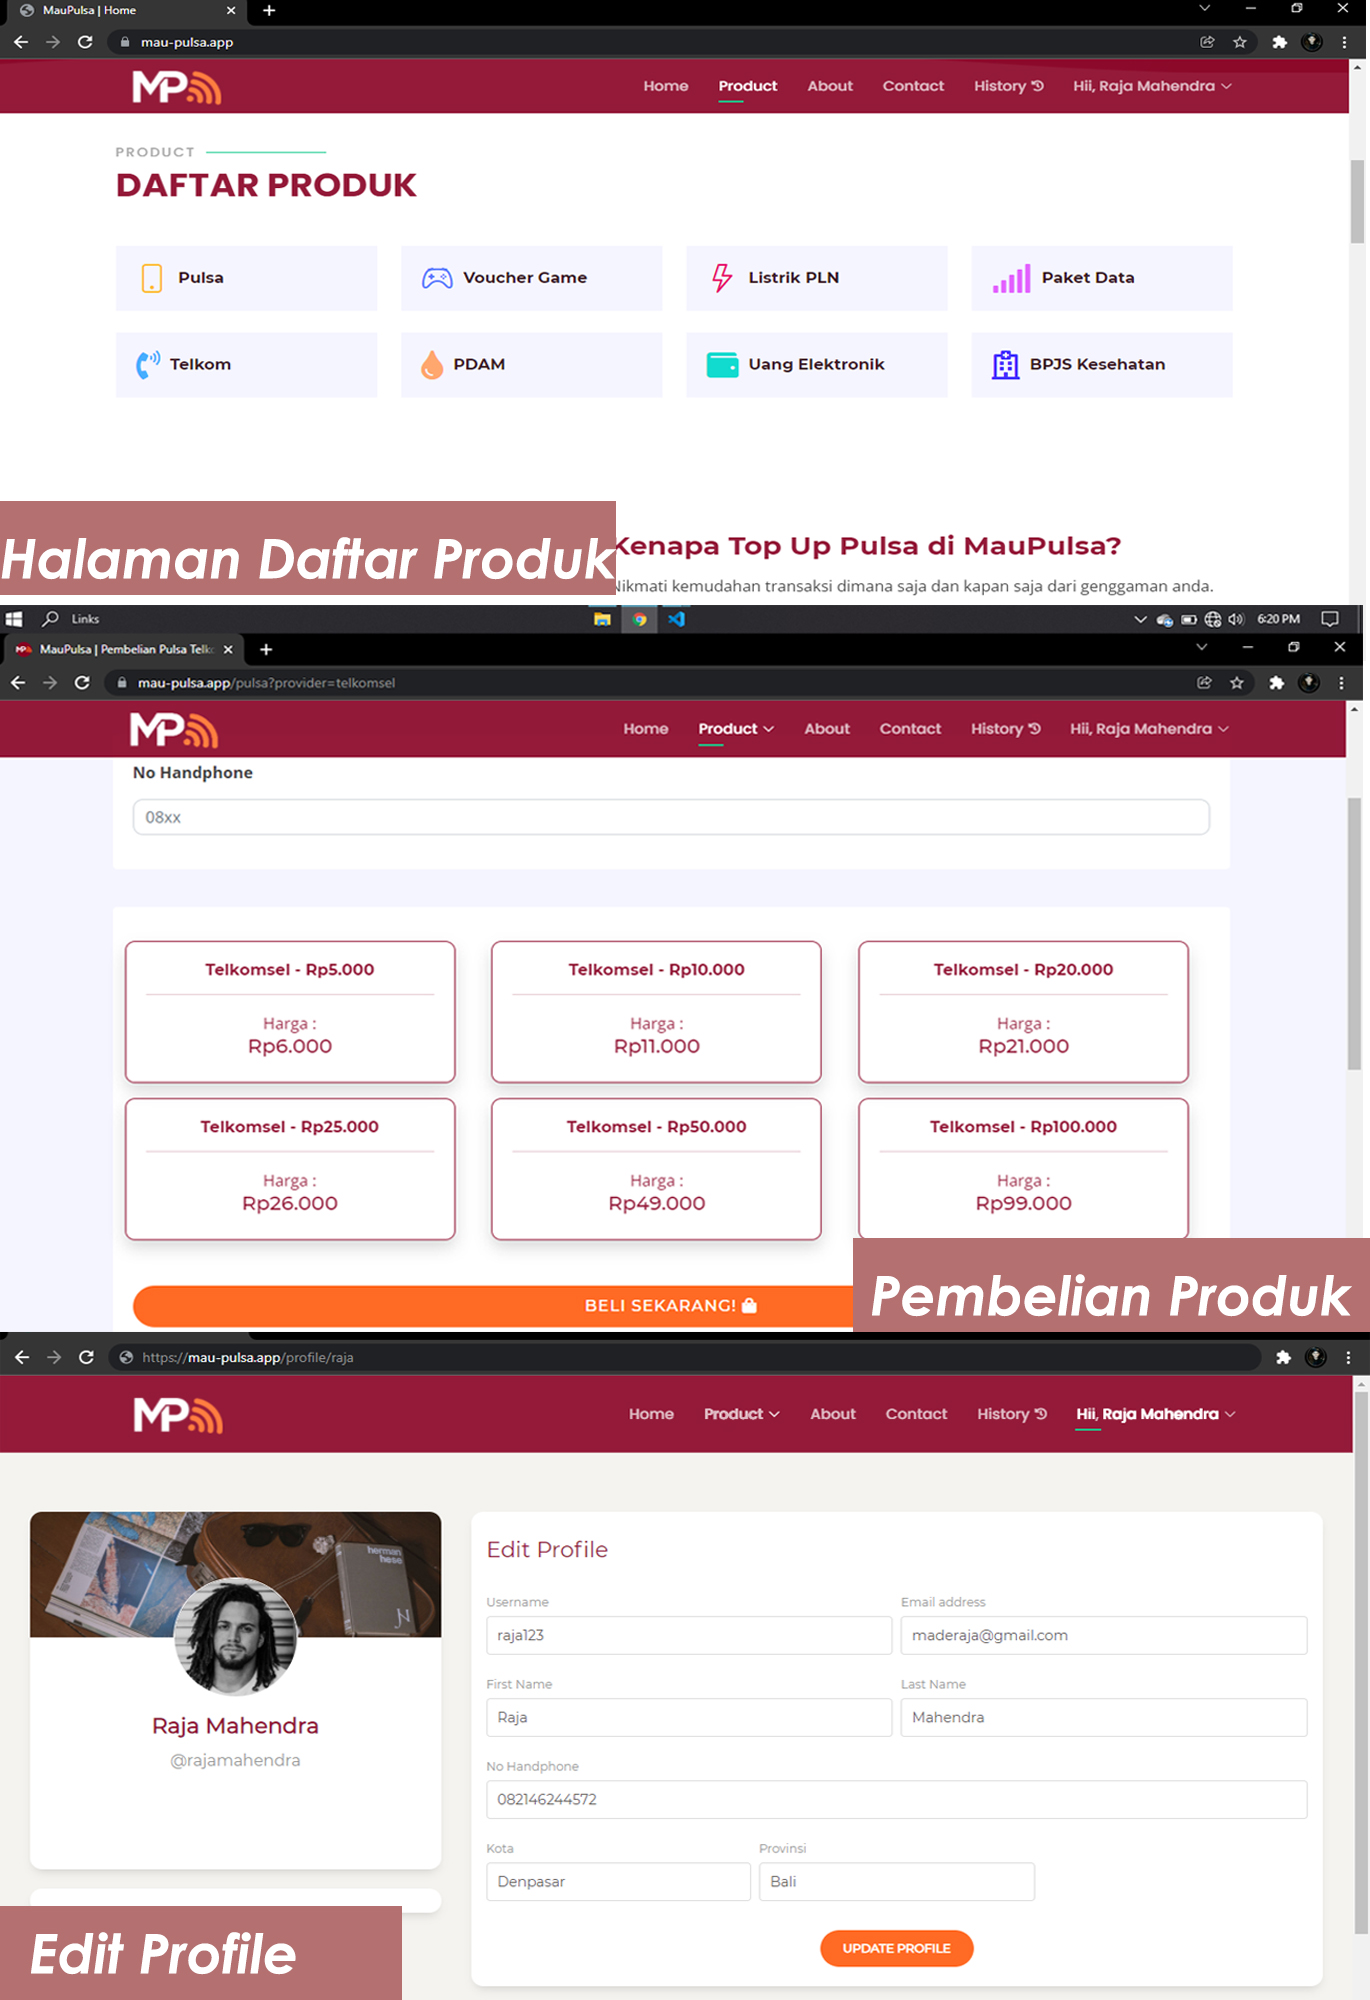 MauPulsa | Home
mau-pulsa.app
MP
Home Product About Contact History Hii, Raja Mahendra
PRODUCT
DAFTAR PRODUK
Pulsa Voucher Game Listrik PLN Paket Data
Telkom PDAM Uang Elektronik BPJS Kesehatan
Halaman Daftar Produk
Kenapa Top Up Pulsa di MauPulsa?
Nikmati kemudahan transaksi dimana saja dan kapan saja dari genggaman anda.
Links 6:20 PM
MauPulsa | Pembelian Pulsa Telk
mau-pulsa.app/pulsa?provider=telkomsel
MP
Home Product About Contact History Hii, Raja Mahendra
No Handphone
08xx
Telkomsel - Rp5.000 Telkomsel - Rp10.000 Telkomsel - Rp20.000
Harga : Harga : Harga :
Rp6.000 Rp11.000 Rp21.000
Telkomsel - Rp25.000 Telkomsel - Rp50.000 Telkomsel - Rp100.000
Harga : Harga : Harga :
Rp26.000 Rp49.000 Rp99.000
BELI SEKARANG!
Pembelian Produk
https://mau-pulsa.app/profile/raja
MP
Home Product About Contact History Hii, Raja Mahendra
herman
hese
Raja Mahendra
@rajamahendra
Edit Profile
Username Email address
raja123 maderaja@gmail.com
First Name Last Name
Raja Mahendra
No Handphone
082146244572
Kota Provinsi
Denpasar Bali
UPDATE PROFILE
Edit Profile